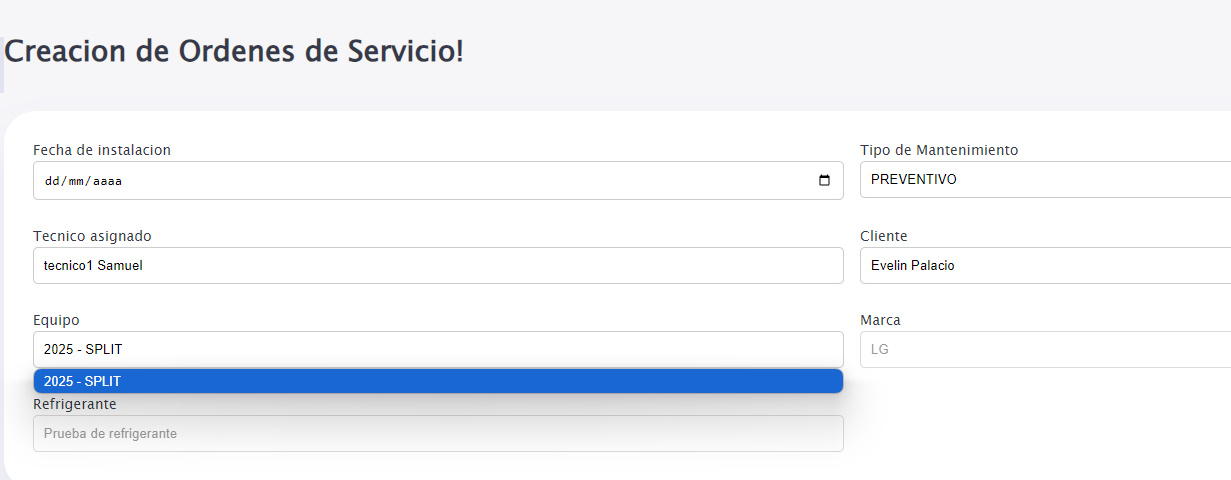 Creacion de Ordenes de Servicio!
Fecha de instalacion
Tipo de Mantenimiento
dd/mm/aaaa
PREVENTIVO
Tecnico asignado
Cliente
tecnico1 Samuel
Evelin Palacio
Equipo
Marca
2025 - SPLIT
LG
2025 - SPLIT
Refrigerante
Prueba de refrigerante